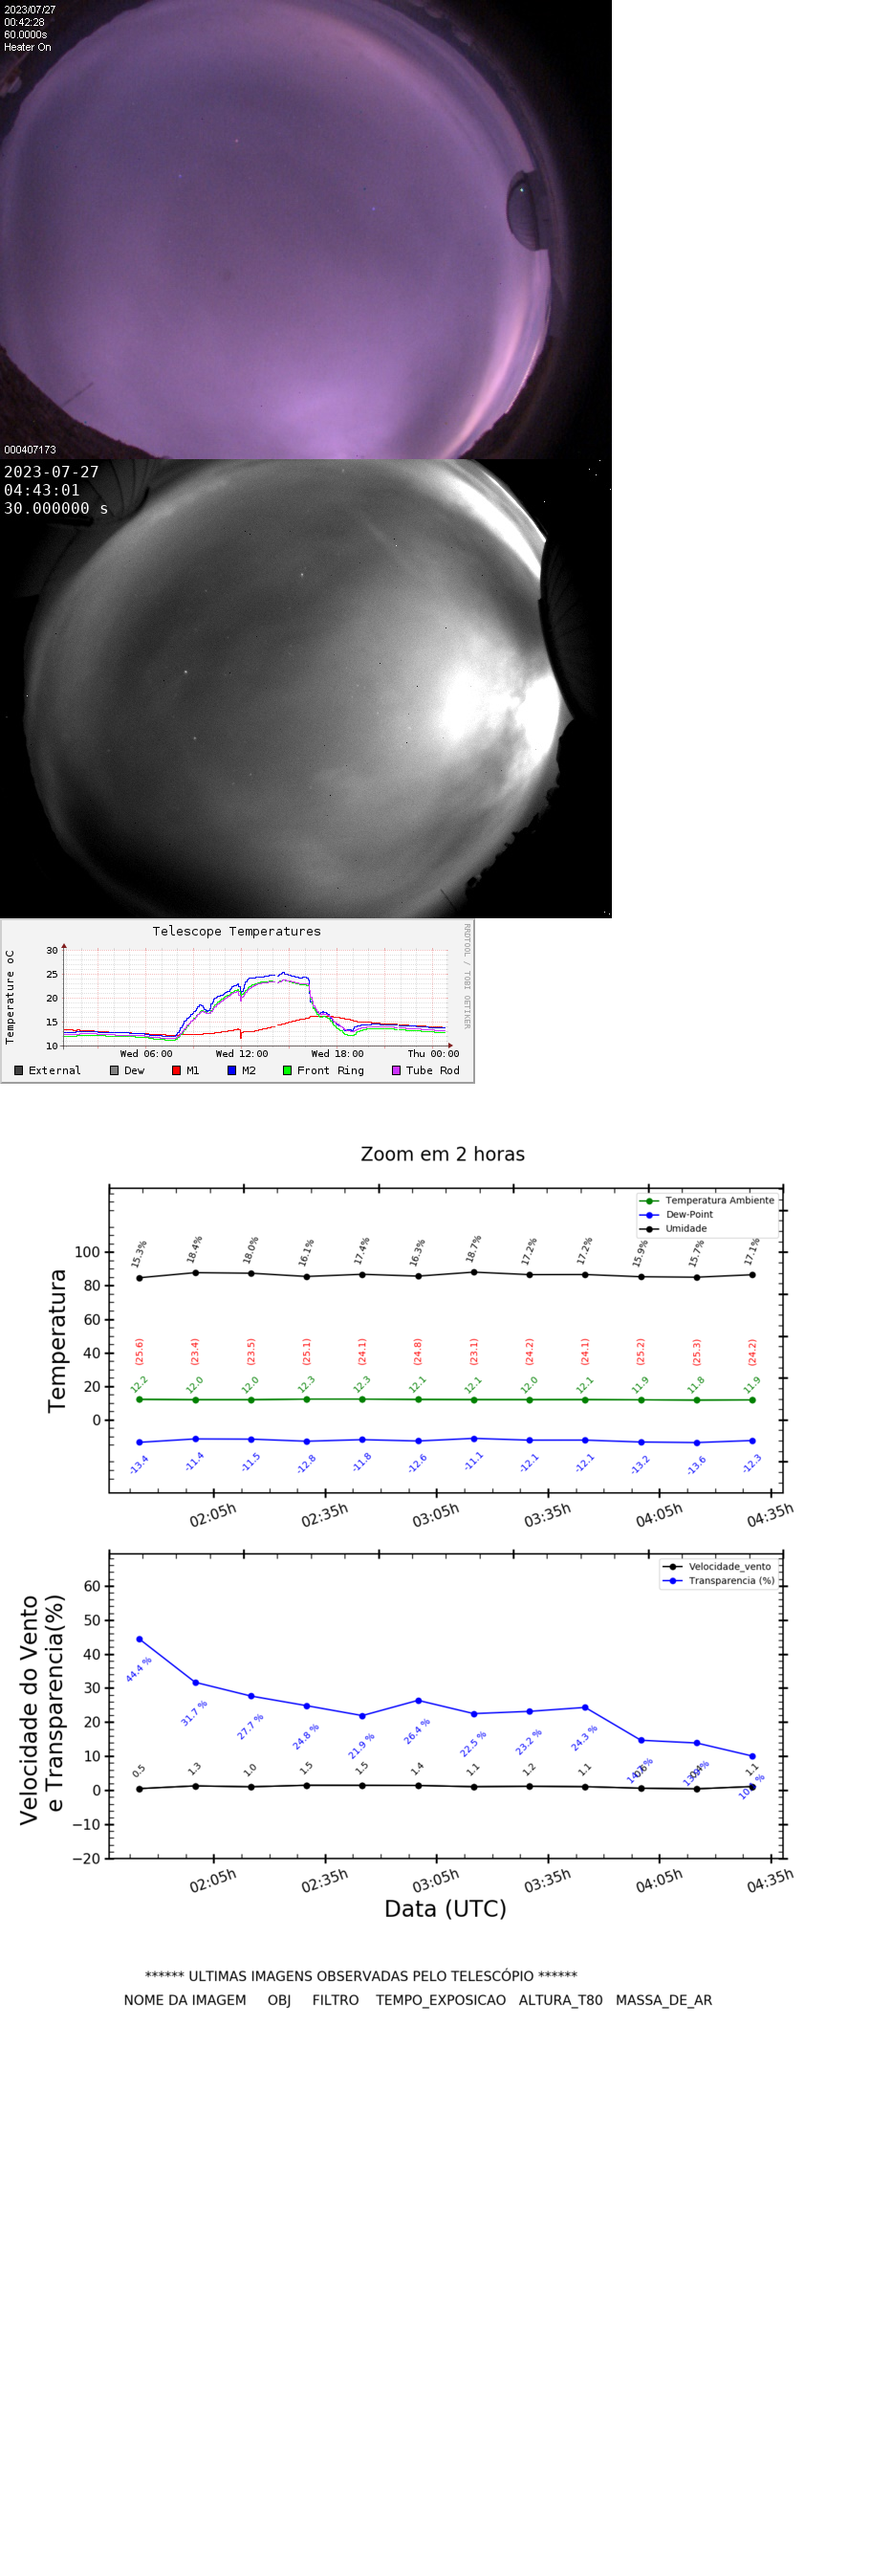 2023/07/27
00:42:28
60.0000s
Heater On
000407173
2023-07-27
04:43:01
30.000000 s
Telescope Temperatures
RRDTOOL / TOBI OETIKER
Temperature oC
30
25
20
15
10
Wed 06:00 Wed 12:00 Wed 18:00 Thu 00:00
External Dew M1 M2 Front Ring Tube Rod
Zoom em 2 horas
Temperatura Ambiente
Dew-Point
Umidade
Temperatura
100
80
60
40
20
0
15.3% 18.4% 18.0% 16.1% 17.4% 16.3% 18.7% 17.2% 17.2% 15.9% 15.7% 17.1%
(25.6) (23.4) (23.5) (25.1) (24.1) (24.8) (23.1) (24.2) (24.1) (25.2) (25.3) (24.2)
12.2 12.0 12.0 12.3 12.3 12.1 12.1 12.0 12.1 11.9 11.8 11.9
-13.4 -11.4 -11.5 -12.8 -11.8 -12.6 -11.1 -12.1 -12.1 -13.2 -13.6 -12.3
02:05h 02:35h 03:05h 03:35h 04:05h 04:35h
Velocidade_vento
Transparencia (%)
Velocidade do Vento
e Transparencia(%)
60
50
40
30
20
10
0
−10
−20
44.4 % 31.7 % 27.7 % 24.8 % 21.9 % 26.4 % 22.5 % 23.2 % 24.3 %
0.5 1.3 1.0 1.5 1.5 1.4 1.1 1.2 1.1 1.1
02:05h 02:35h 03:05h 03:35h 04:05h 04:35h
Data (UTC)
****** ULTIMAS IMAGENS OBSERVADAS PELO TELESCÓPIO ******
NOME DA IMAGEM OBJ FILTRO TEMPO_EXPOSICAO ALTURA_T80 MASSA_DE_AR